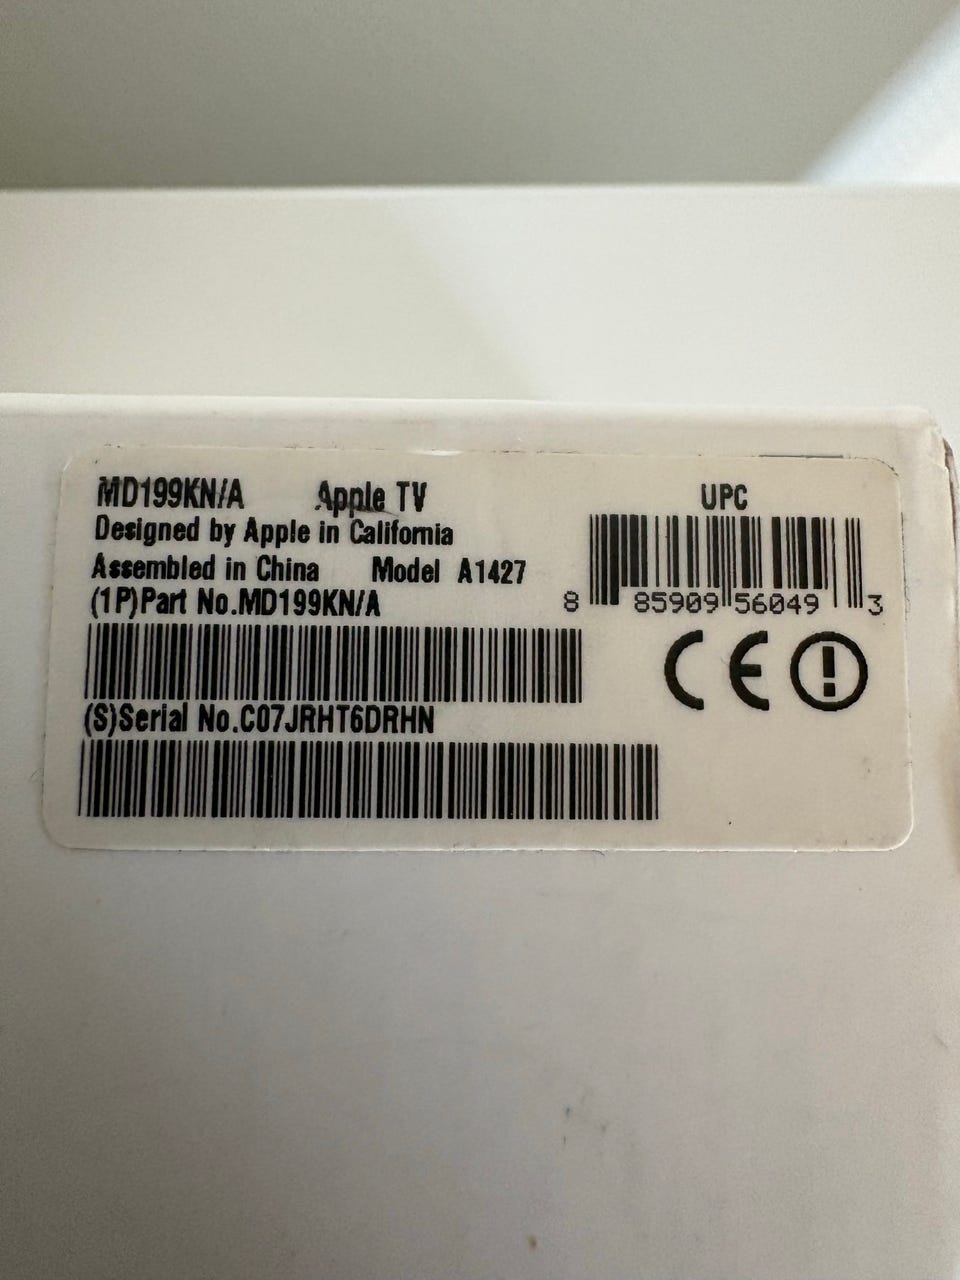 MD199KN/A Apple TV
Designed by Apple in California
Assembled in China Model A1427
(1P)Part No.MD199KN/A
(S)Serial No.C07JRHT6DRHN
UPC
8 85909 56049 3
CE